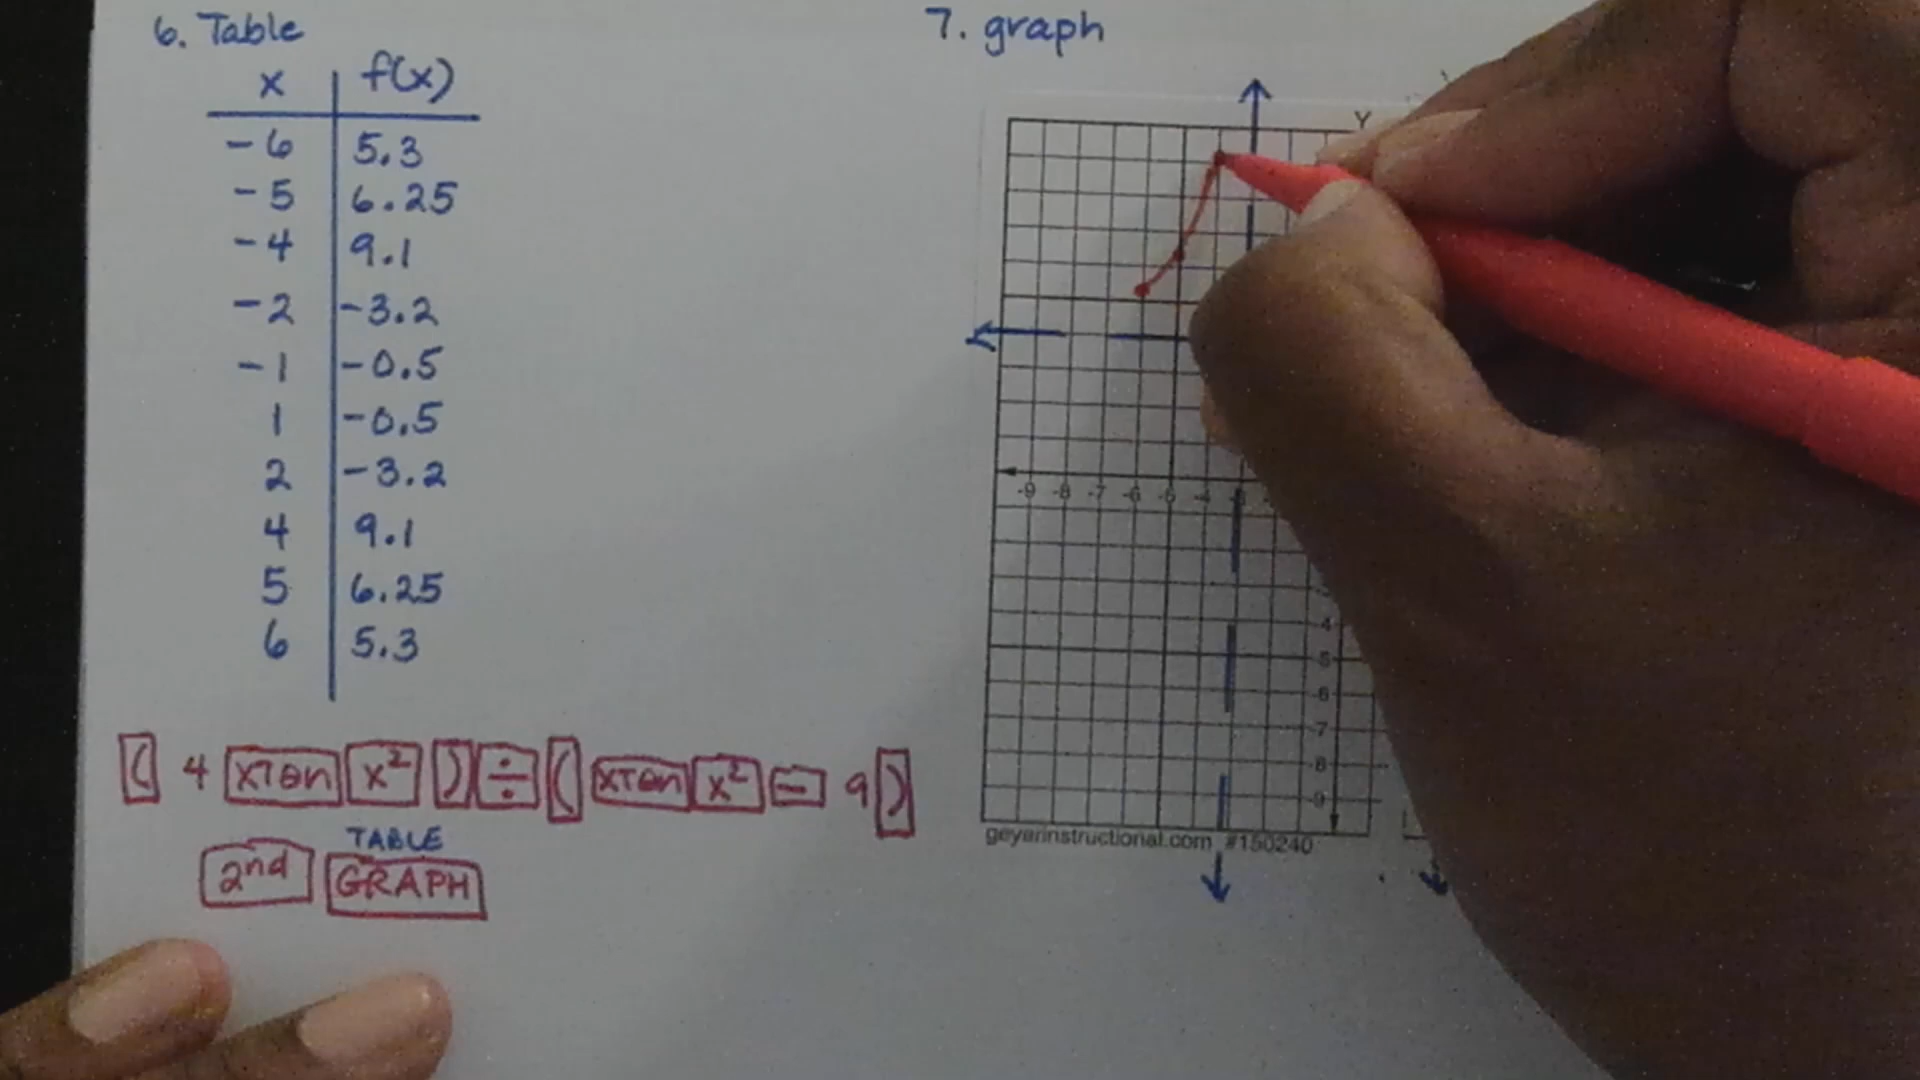 6. Table
x f(x)
-6 5.3
-5 6.25
-4 9.1
-2 -3.2
-1 -0.5
1 -0.5
2 -3.2
4 9.1
5 6.25
6 5.3
( 4 XTθn x² ) ÷ ( XTθn x² - 9 )
TABLE
2nd GRAPH
7. graph
Y
-9 -8 -7 -6 -5 -4 -3
-4
-5
-6
-7
-8
-9
geyerinstructional.com #150240